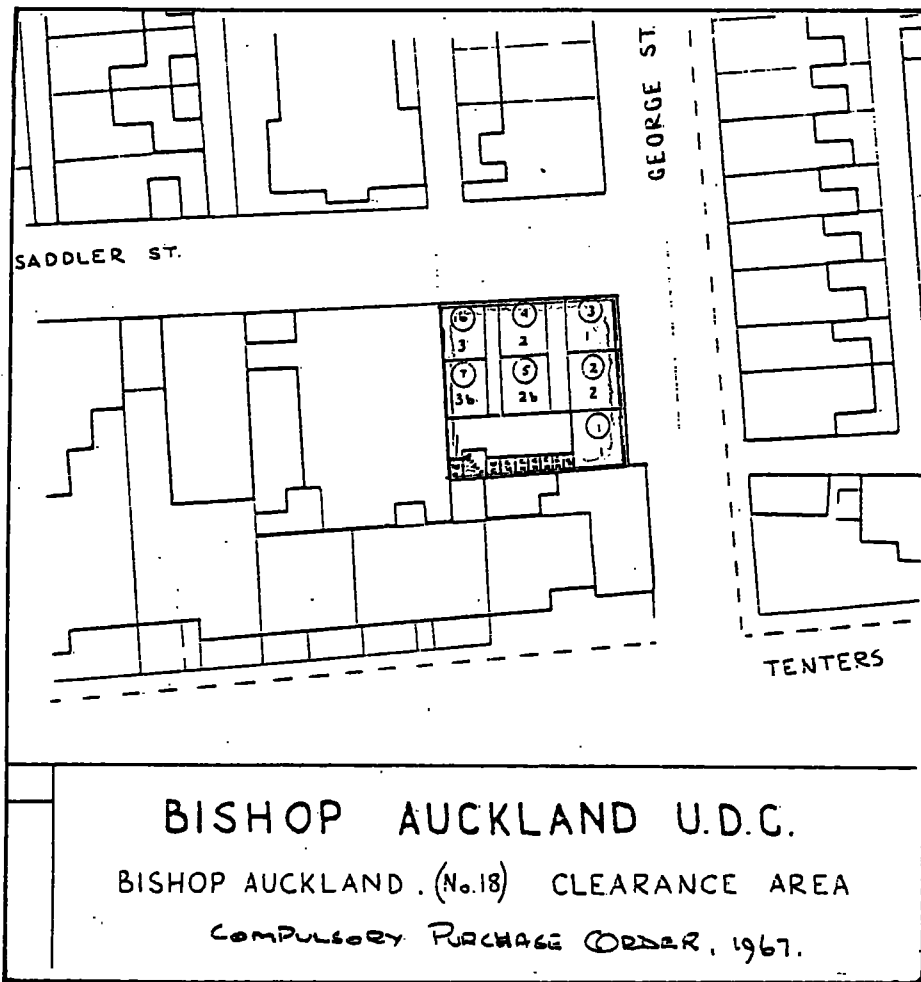 GEORGE ST.
SADDLER ST.
6 4 3
3 2 1
7 5 2
3b 2b 2
1
1
TENTERS
BISHOP AUCKLAND U.D.C.
BISHOP AUCKLAND. (No.18) CLEARANCE AREA
COMPULSORY PURCHASE ORDER, 1967.